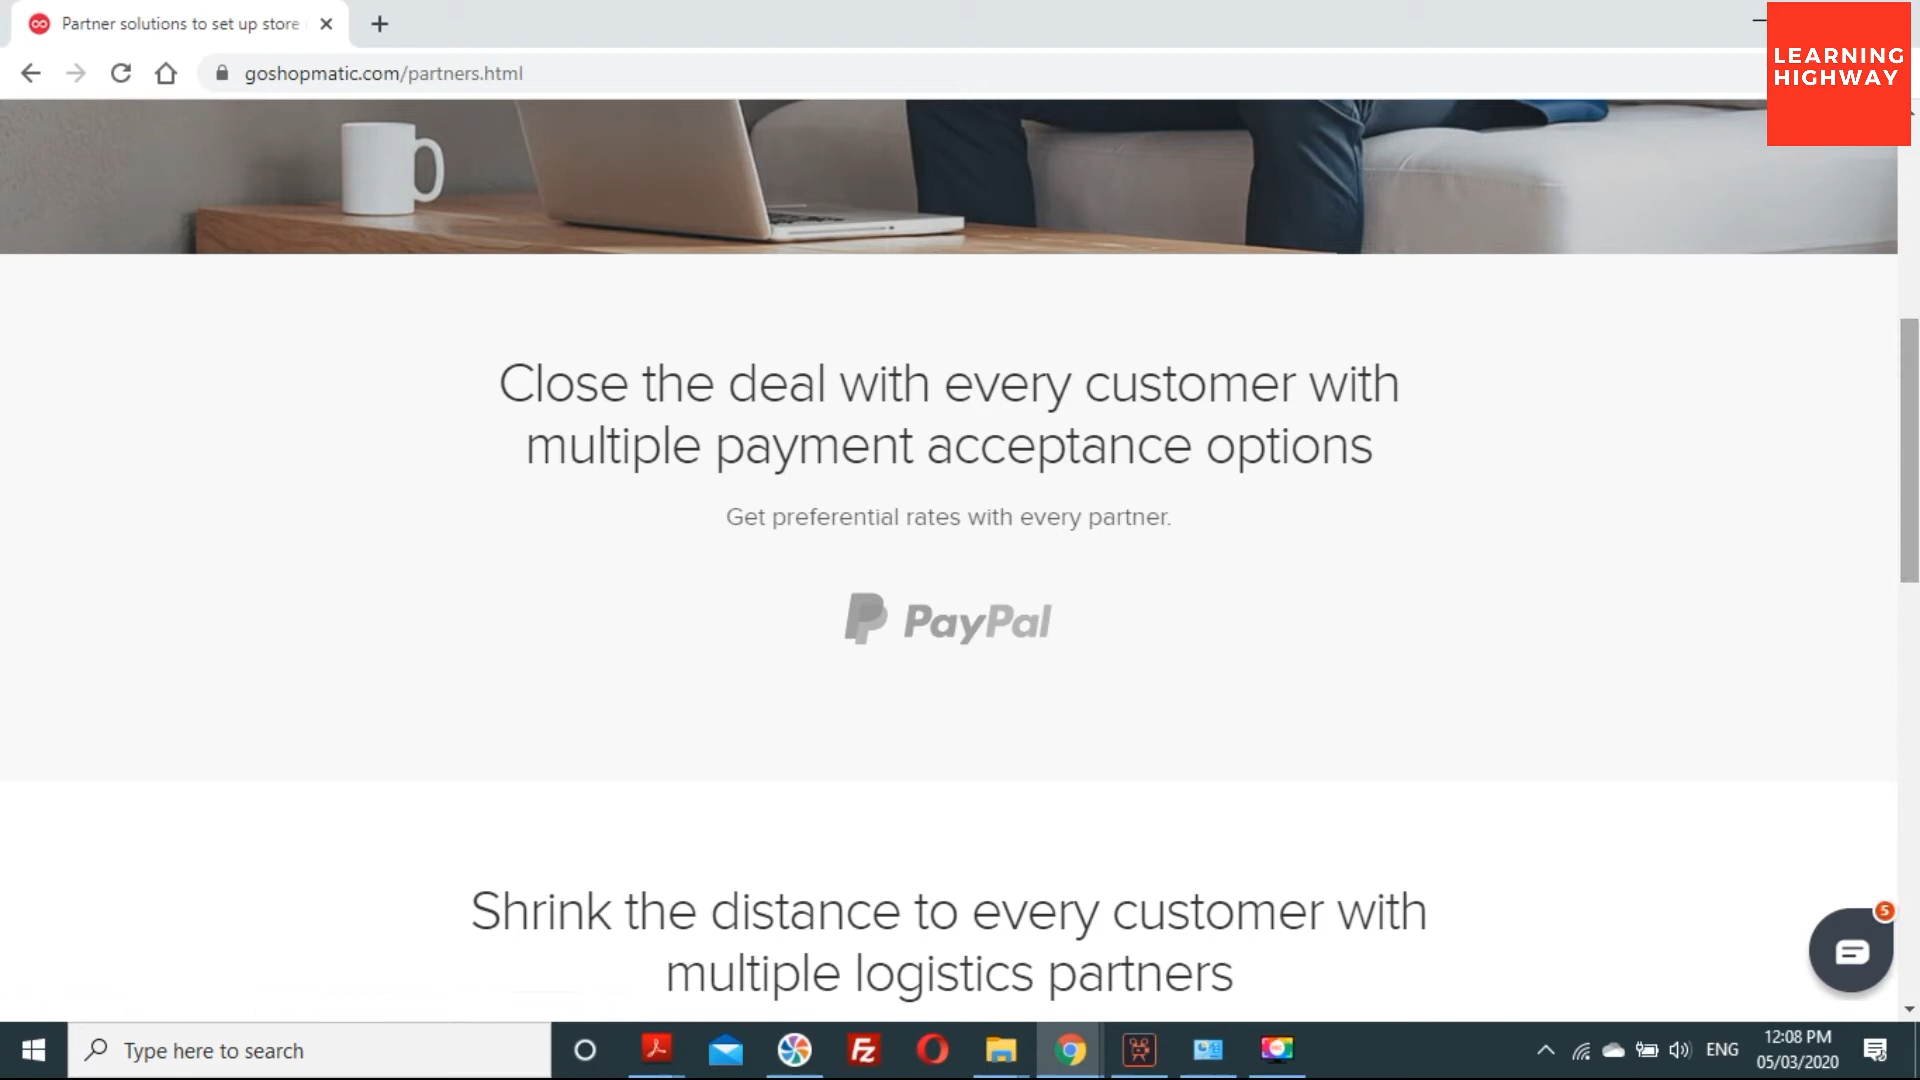 Partner solutions to set up store
goshopmatic.com/partners.html
LEARNING
HIGHWAY
Close the deal with every customer with
multiple payment acceptance options
Get preferential rates with every partner.
PayPal
Shrink the distance to every customer with
multiple logistics partners
5
Type here to search
Fz
ENG
12:08 PM
05/03/2020